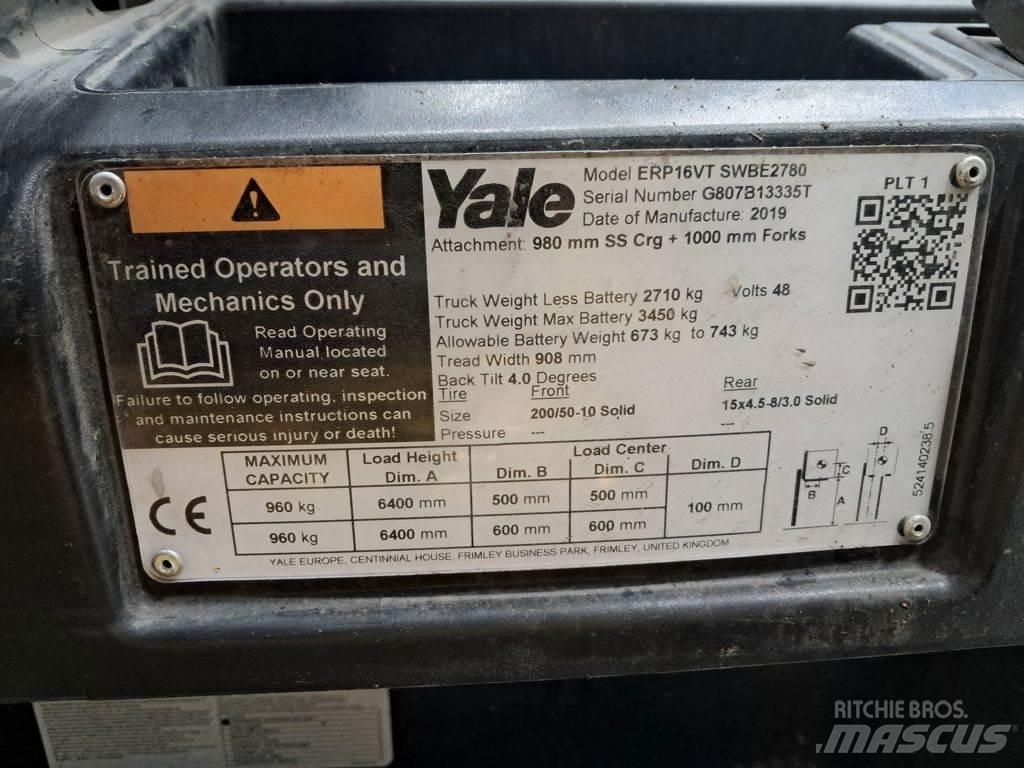 Trained Operators and
Mechanics Only
Read Operating
Manual located
on or near seat.
Failure to follow operating, inspection
and maintenance instructions can
cause serious injury or death!
Yale
Model ERP16VT SWBE2780
Serial Number G807B13335T
Date of Manufacture: 2019
Attachment: 980 mm SS Crg + 1000 mm Forks
PLT 1
Truck Weight Less Battery 2710 kg Volts 48
Truck Weight Max Battery 3450 kg
Allowable Battery Weight 673 kg to 743 kg
Tread Width 908 mm
Back Tilt 4.0 Degrees
Tire Front Rear
Size 200/50-10 Solid 15x4.5-8/3.0 Solid
Pressure --- ---
MAXIMUM CAPACITY Load Height Dim. A Load Center Dim. B Dim. C Dim. D
960 kg 6400 mm 500 mm 500 mm 100 mm
960 kg 6400 mm 600 mm 600 mm
CE
B C A D
524140238-5
YALE EUROPE, CENTINNIAL HOUSE, FRIMLEY BUSINESS PARK, FRIMLEY, UNITED KINGDOM
RITCHIE BROS.
MASCUS